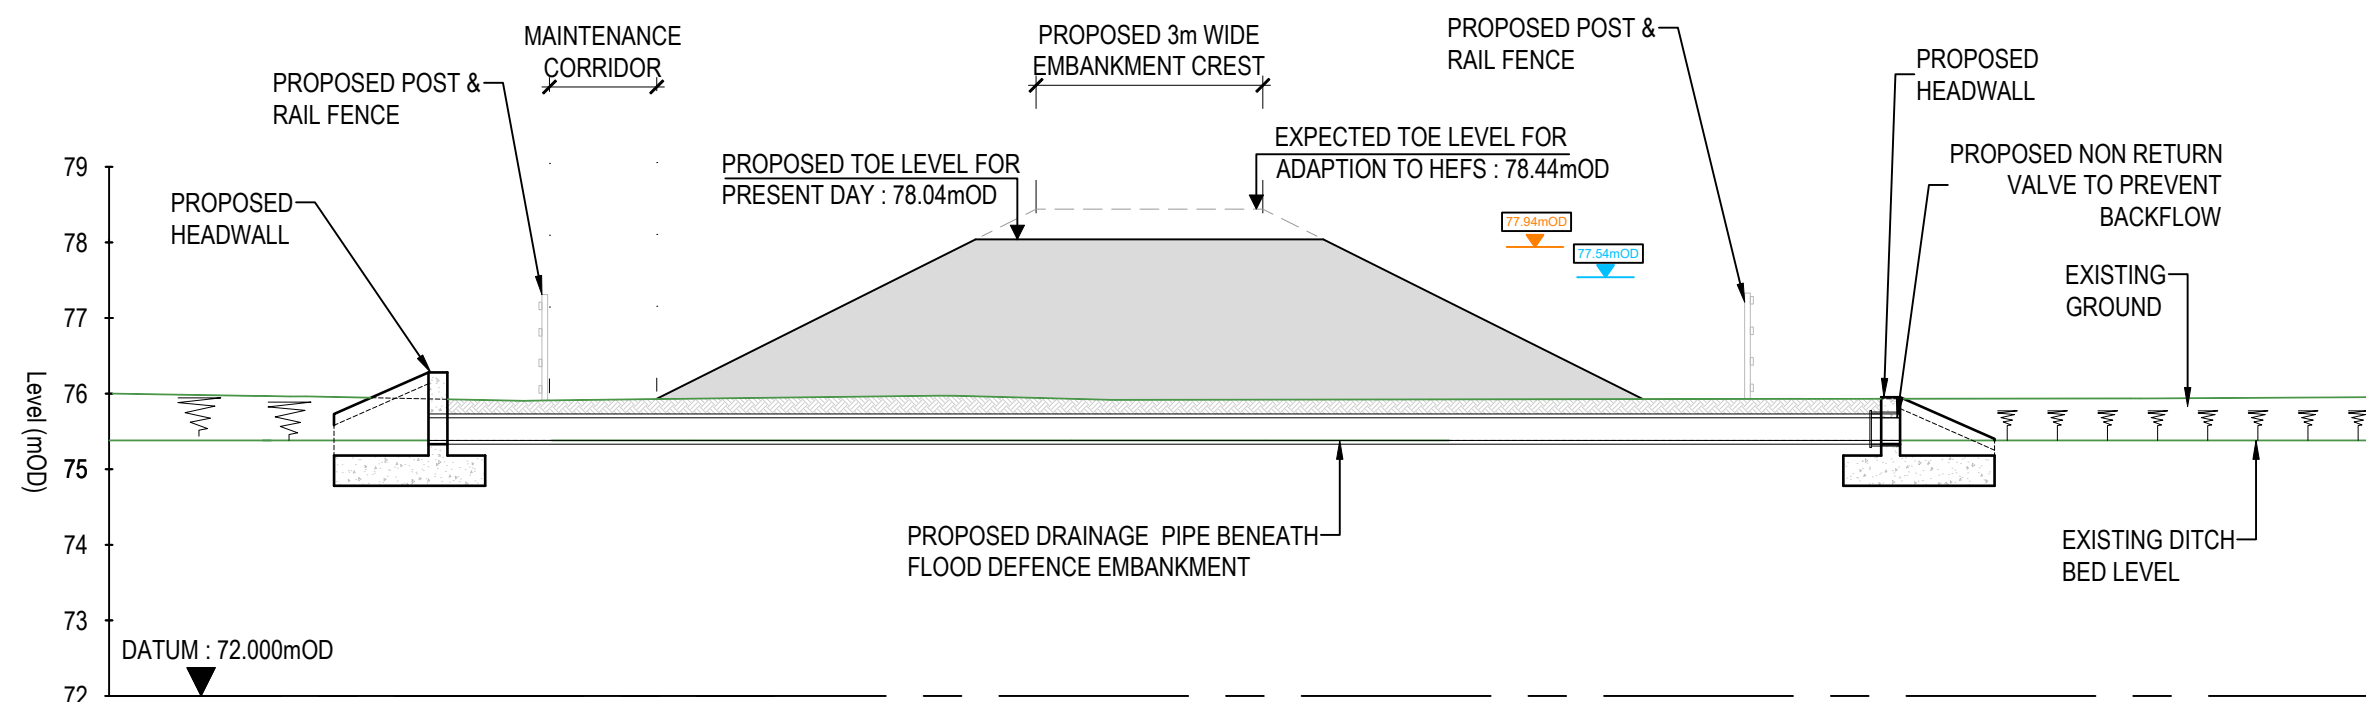 MAINTENANCE
CORRIDOR
PROPOSED 3m WIDE
EMBANKMENT CREST
PROPOSED POST &
RAIL FENCE
PROPOSED POST &
RAIL FENCE
PROPOSED
HEADWALL
PROPOSED TOE LEVEL FOR
PRESENT DAY : 78.04mOD
EXPECTED TOE LEVEL FOR
ADAPTION TO HEFS : 78.44mOD
PROPOSED NON RETURN
VALVE TO PREVENT
BACKFLOW
PROPOSED
HEADWALL
77.94mOD
77.54mOD
EXISTING
GROUND
79
78
77
76
75
74
73
72
Level (mOD)
PROPOSED DRAINAGE PIPE BENEATH
FLOOD DEFENCE EMBANKMENT
EXISTING DITCH
BED LEVEL
DATUM : 72.000mOD